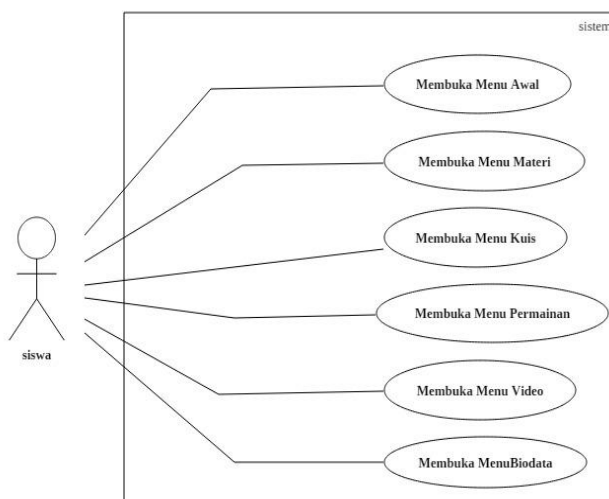 sistem
Membuka Menu Awal
Membuka Menu Materi
Membuka Menu Kuis
Membuka Menu Permainan
siswa
Membuka Menu Video
Membuka MenuBiodata